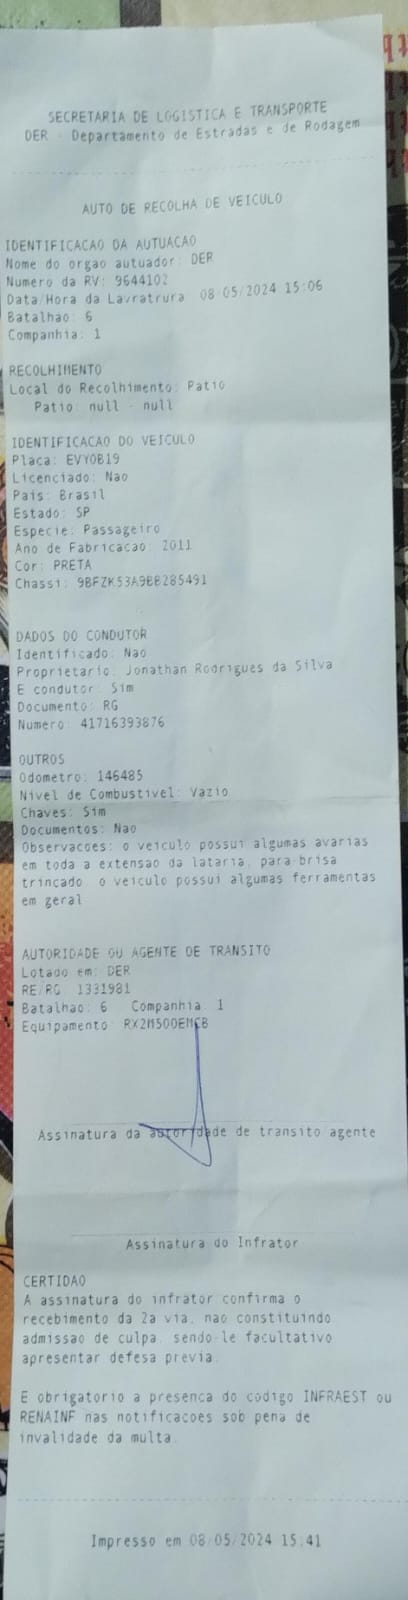 SECRETARIA DE LOGISTICA E TRANSPORTE
DER - Departamento de Estradas e de Rodagem
AUTO DE RECOLHA DE VEICULO
IDENTIFICACAO DA AUTUACAO
Nome do orgao autuador: DER
Numero da RV: 9644102
Data/Hora da Lavratrura 08-05/2024 15:06
Batalhao: 6
Companhia: 1
RECOLHIMENTO
Local do Recolhimento: Patio
Patio: null - null
IDENTIFICACAO DO VEICULO
Placa: EVY0B19
Licenciado: Nao
Pais: Brasil
Estado: SP
Especie: Passageiro
Ano de Fabricacao: 2011
Cor: PRETA
Chassi: 9BFZK53A9BB285491
DADOS DO CONDUTOR
Identificado: Nao
Proprietario: Jonathan Rodrigues da Silva
E condutor: Sim
Documento: RG
Numero: 41716393876
OUTROS
Odometro: 146485
Nivel de Combustivel: Vazio
Chaves: Sim
Documentos: Nao
Observacoes: o veiculo possui algumas avarias
em toda a extensao da lataria, para-brisa
trincado, o veiculo possui algumas ferramentas
em geral
AUTORIDADE OU AGENTE DE TRANSITO
Lotado em: DER
RE/RG: 1331981
Batalhao: 6 Companhia: 1
Equipamento: RX2M500EMCB
Assinatura da autoridade de transito agente
Assinatura do Infrator
CERTIDAO
A assinatura do infrator confirma o
recebimento da 2a via, nao constituindo
admissao de culpa, sendo-le facultativo
apresentar defesa previa.
E obrigatorio a presenca do codigo INFRAEST ou
RENAINF nas notificacoes sob pena de
invalidade da multa.
Impresso em 08/05/2024 15:41